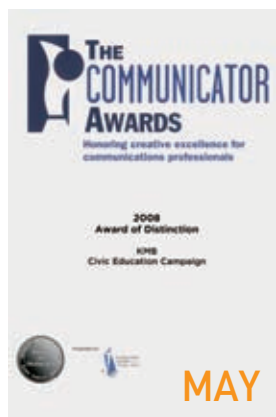 THE
COMMUNICATOR
AWARDS
Honoring creative excellence for
communications professionals
2008
Award of Distinction
KMB
Civic Education Campaign
MAY